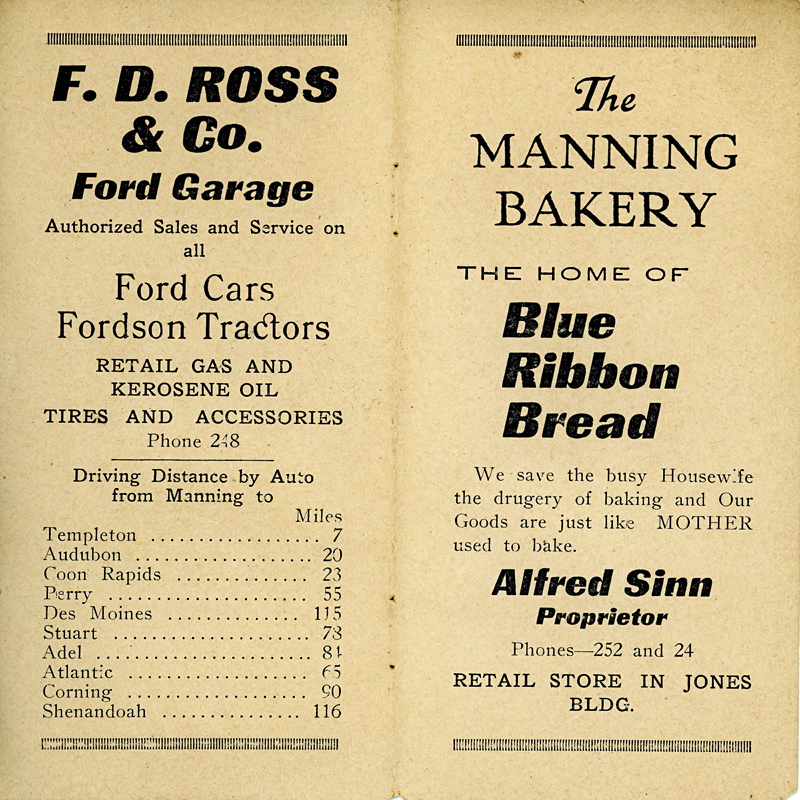 F. D. ROSS
& Co.
Ford Garage
Authorized Sales and Service on
all
Ford Cars
Fordson Tractors
RETAIL GAS AND
KEROSENE OIL
TIRES AND ACCESSORIES
Phone
Driving Distance by Auto
from Manning to
Miles
Templeton .................. 7
Audubon ................... 20
Coon Rapids .............. 23
Perry ....................... 55
Des Moines .............. 115
Stuart ..................... 78
Adel ........................
Atlantic ....................
Corning .................... 90
Shenandoah ............... 116
The
MANNING
BAKERY
THE HOME OF
Blue
Ribbon
Bread
We save the busy Housewife
the drugery of baking and Our
Goods are just like MOTHER
used to bake.
Alfred Sinn
Proprietor
Phones—252 and 24
RETAIL STORE IN JONES
BLDG.